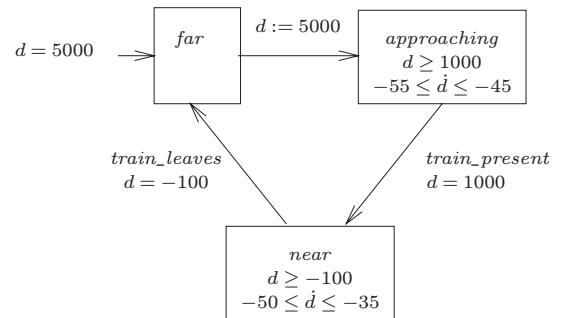 d = 5000
far
d := 5000
approaching
d ≥ 1000
−55 ≤ ḋ ≤ −45
train_leaves
d = −100
train_present
d = 1000
near
d ≥ −100
−50 ≤ ḋ ≤ −35